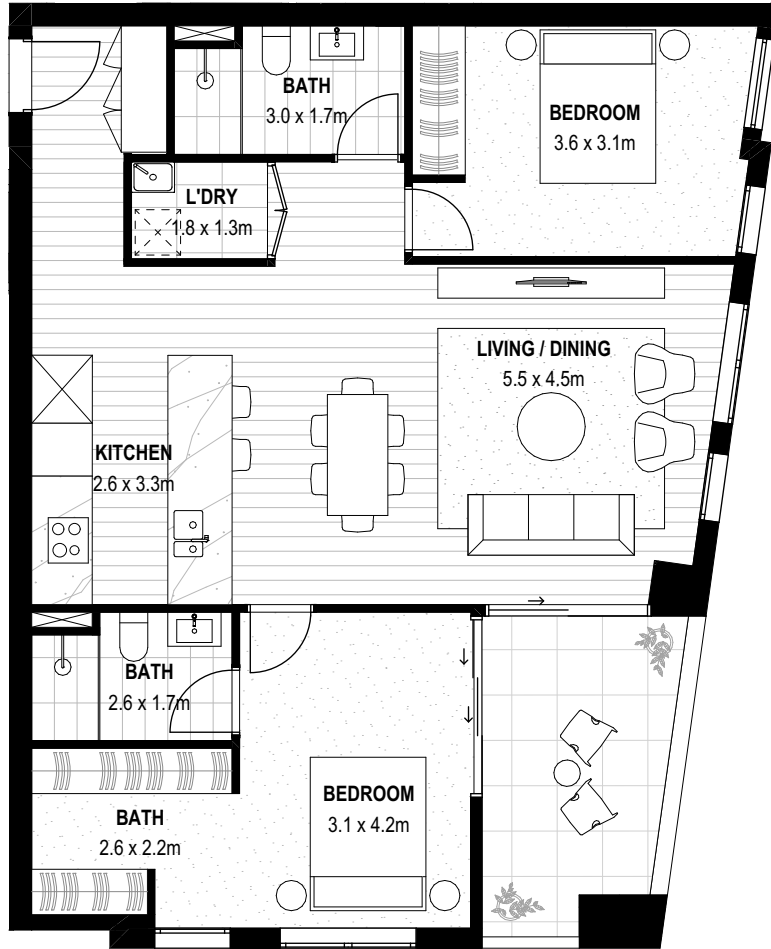 BATH
3.0 x 1.7m
BEDROOM
3.6 x 3.1m
L'DRY
1.8 x 1.3m
LIVING / DINING
5.5 x 4.5m
KITCHEN
2.6 x 3.3m
BATH
2.6 x 1.7m
BEDROOM
3.1 x 4.2m
BATH
2.6 x 2.2m